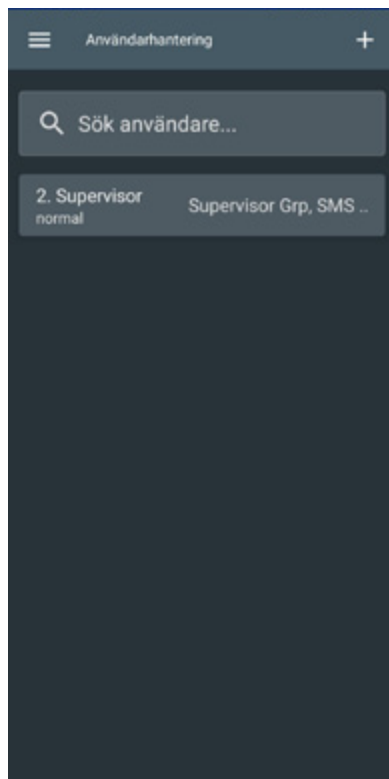 Användarhantering
Sök användare...
2. Supervisor
normal
Supervisor Grp, SMS ..